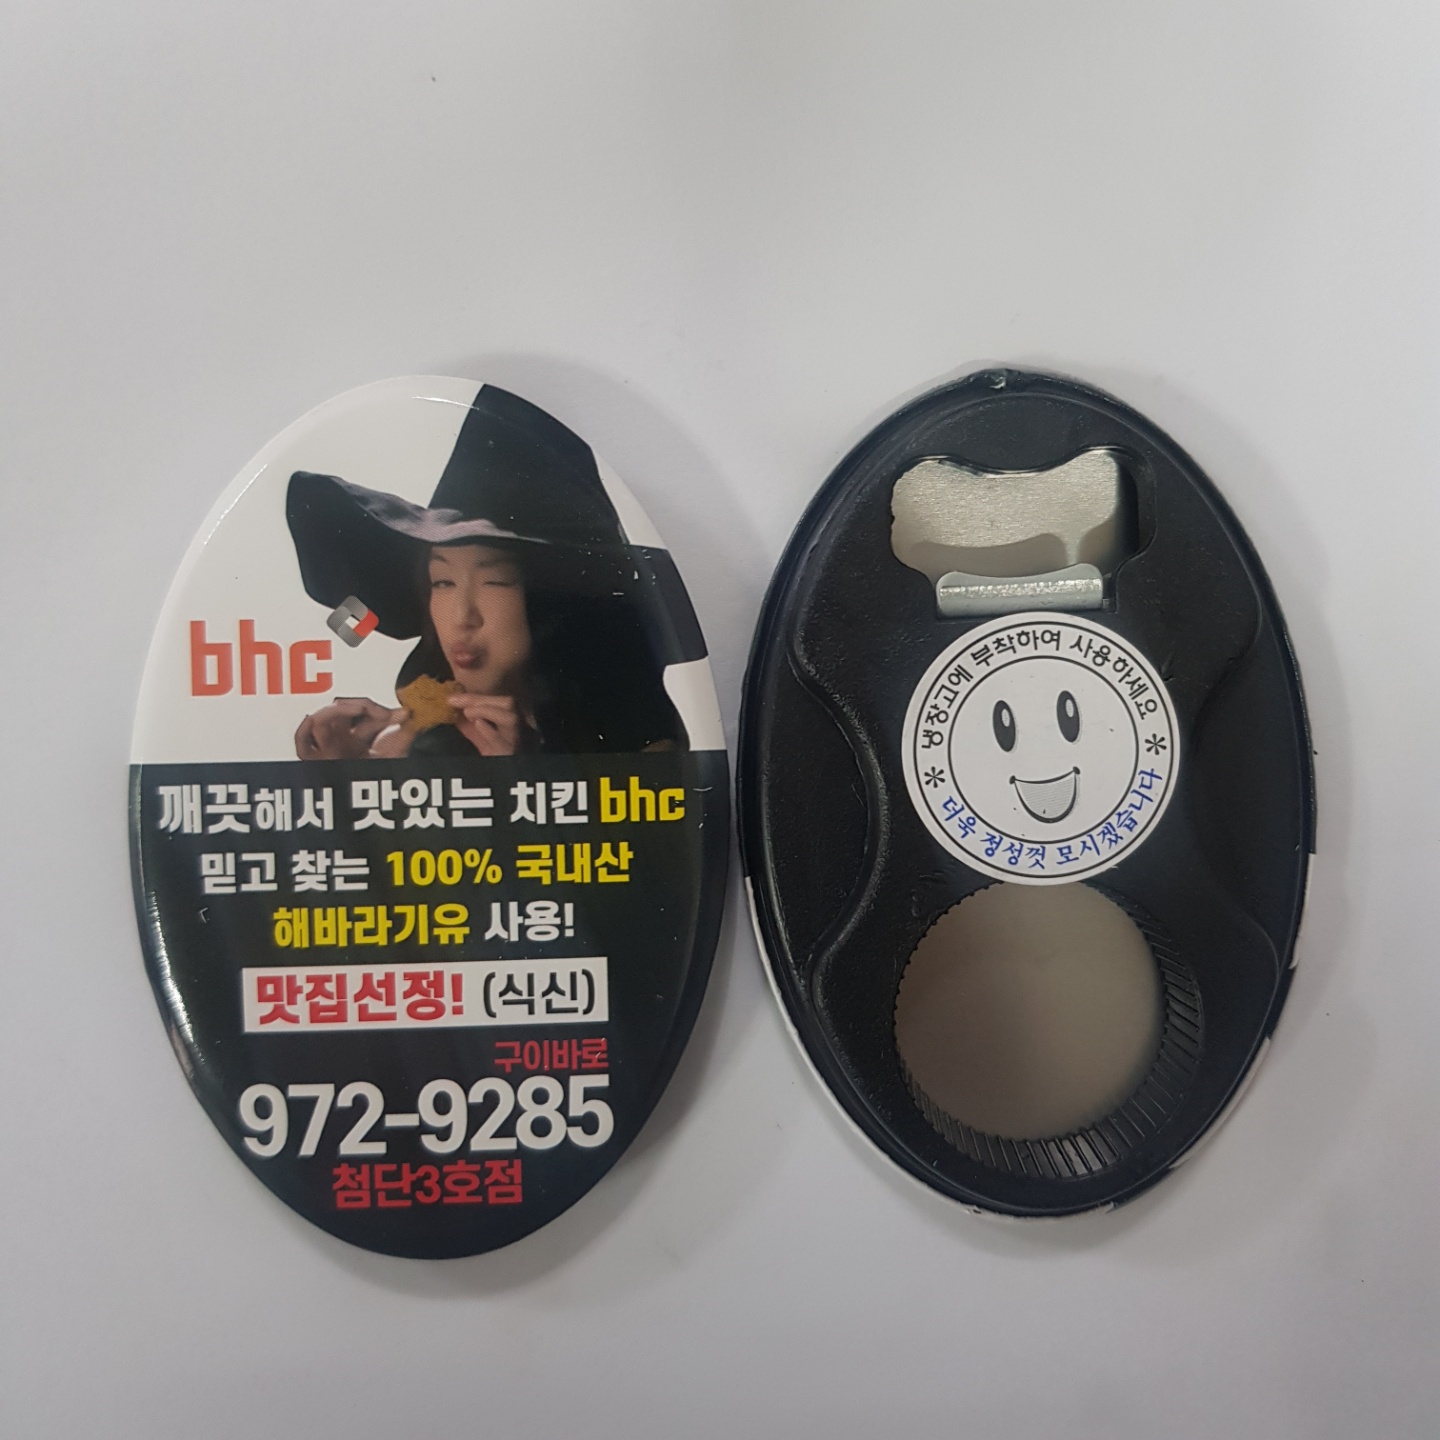 bhc
깨끗해서 맛있는 치킨 bhc
믿고 찾는 100% 국내산
해바라기유 사용!
맛집선정! (식신)
구이바로
972-9285
첨단3호점
냉장고에 부착하여 사용하세요
* 더욱 정성껏 모시겠습니다 *